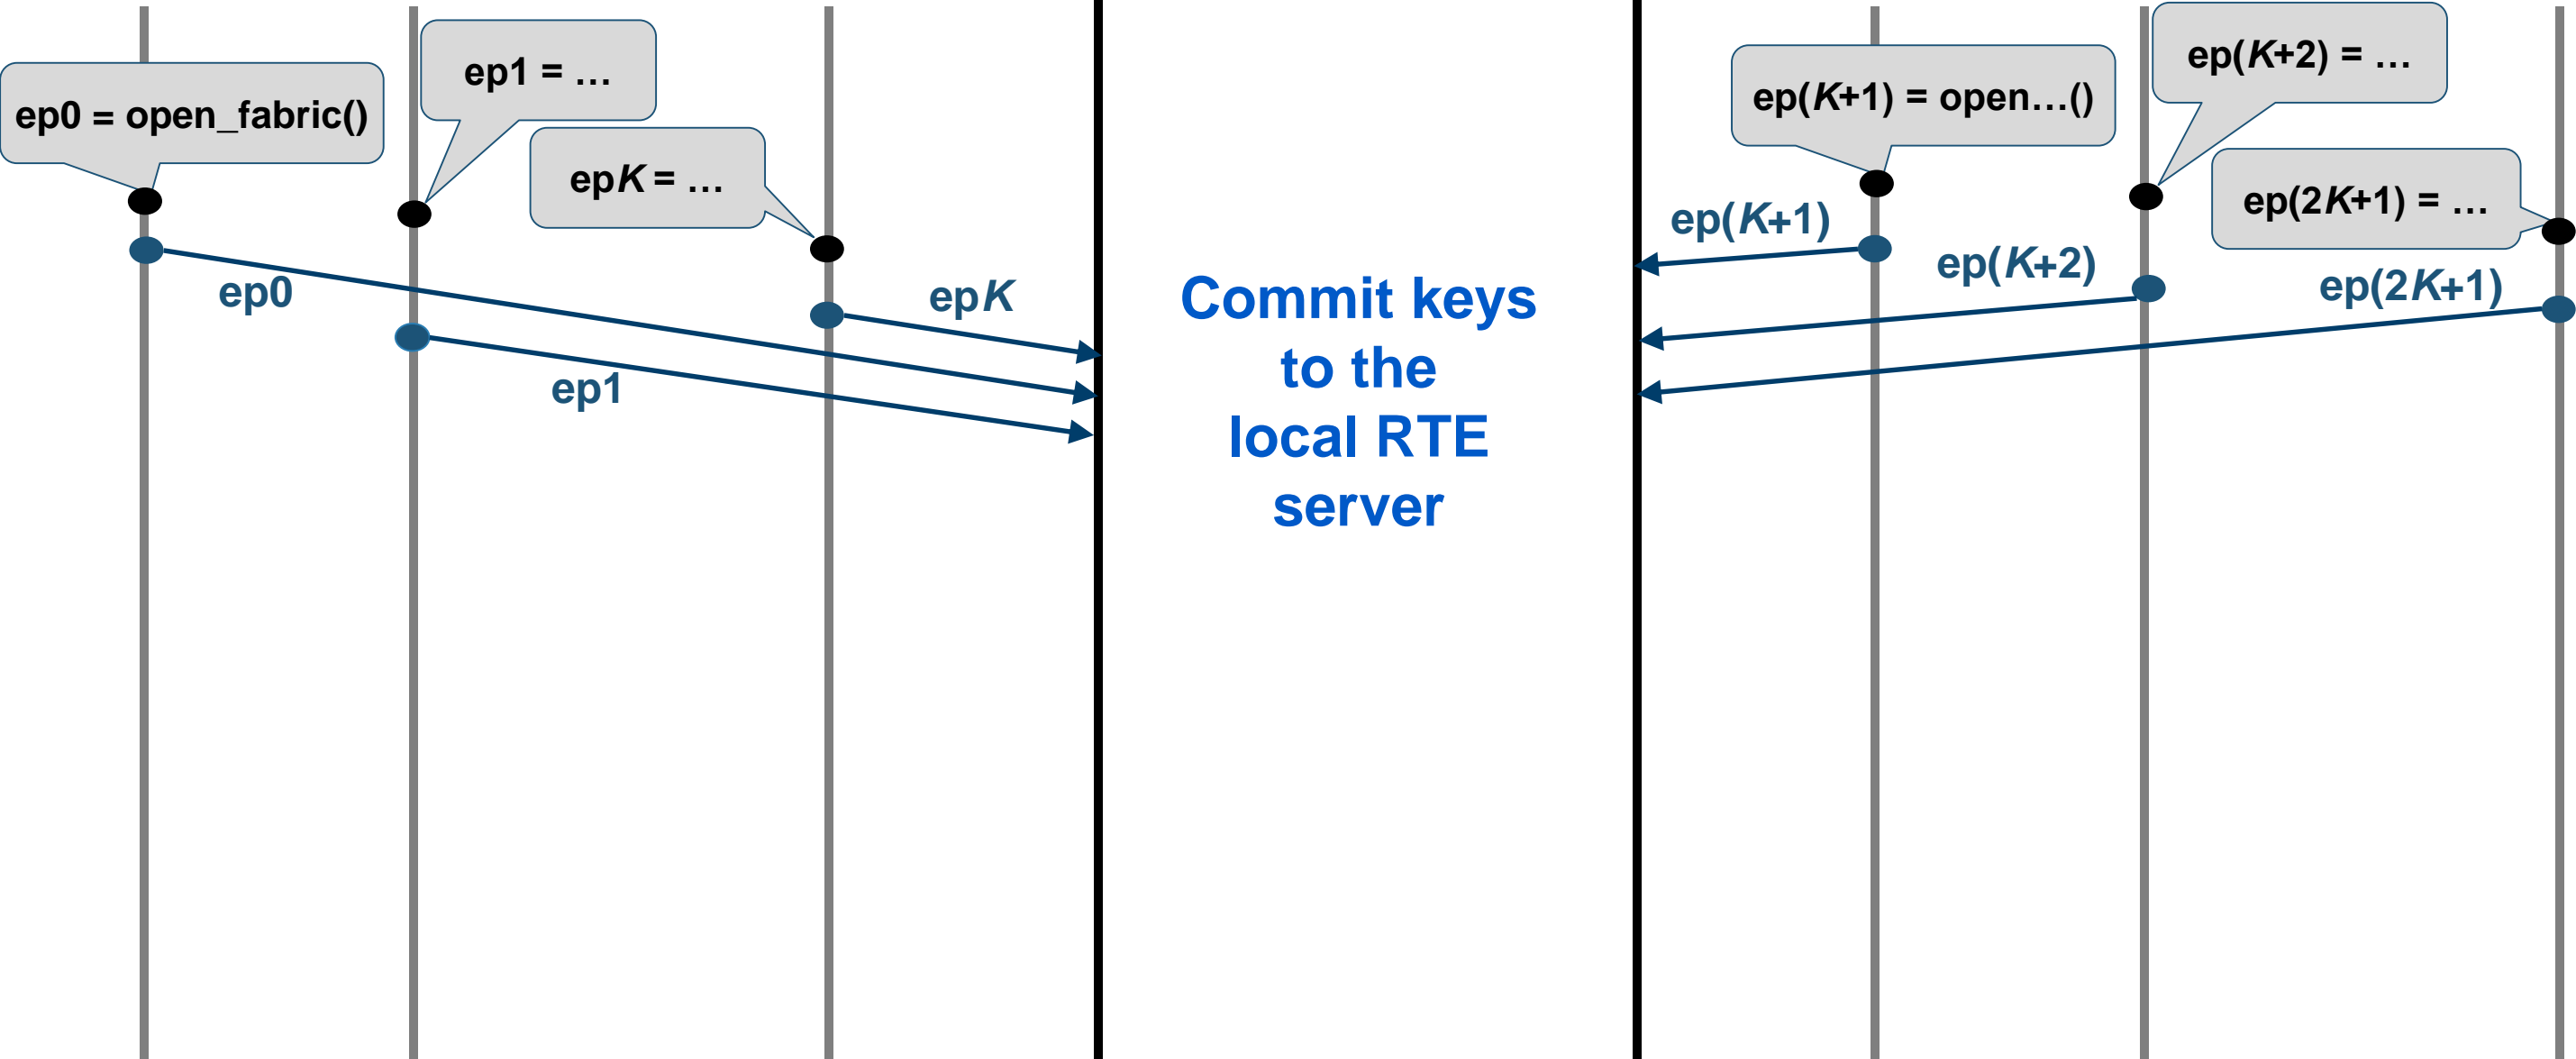 ep0 = open_fabric()
ep1 = …
epK = …
ep0
ep1
epK
Commit keys
to the
local RTE
server
ep(K+1) = open…()
ep(K+2) = …
ep(2K+1) = …
ep(K+1)
ep(K+2)
ep(2K+1)